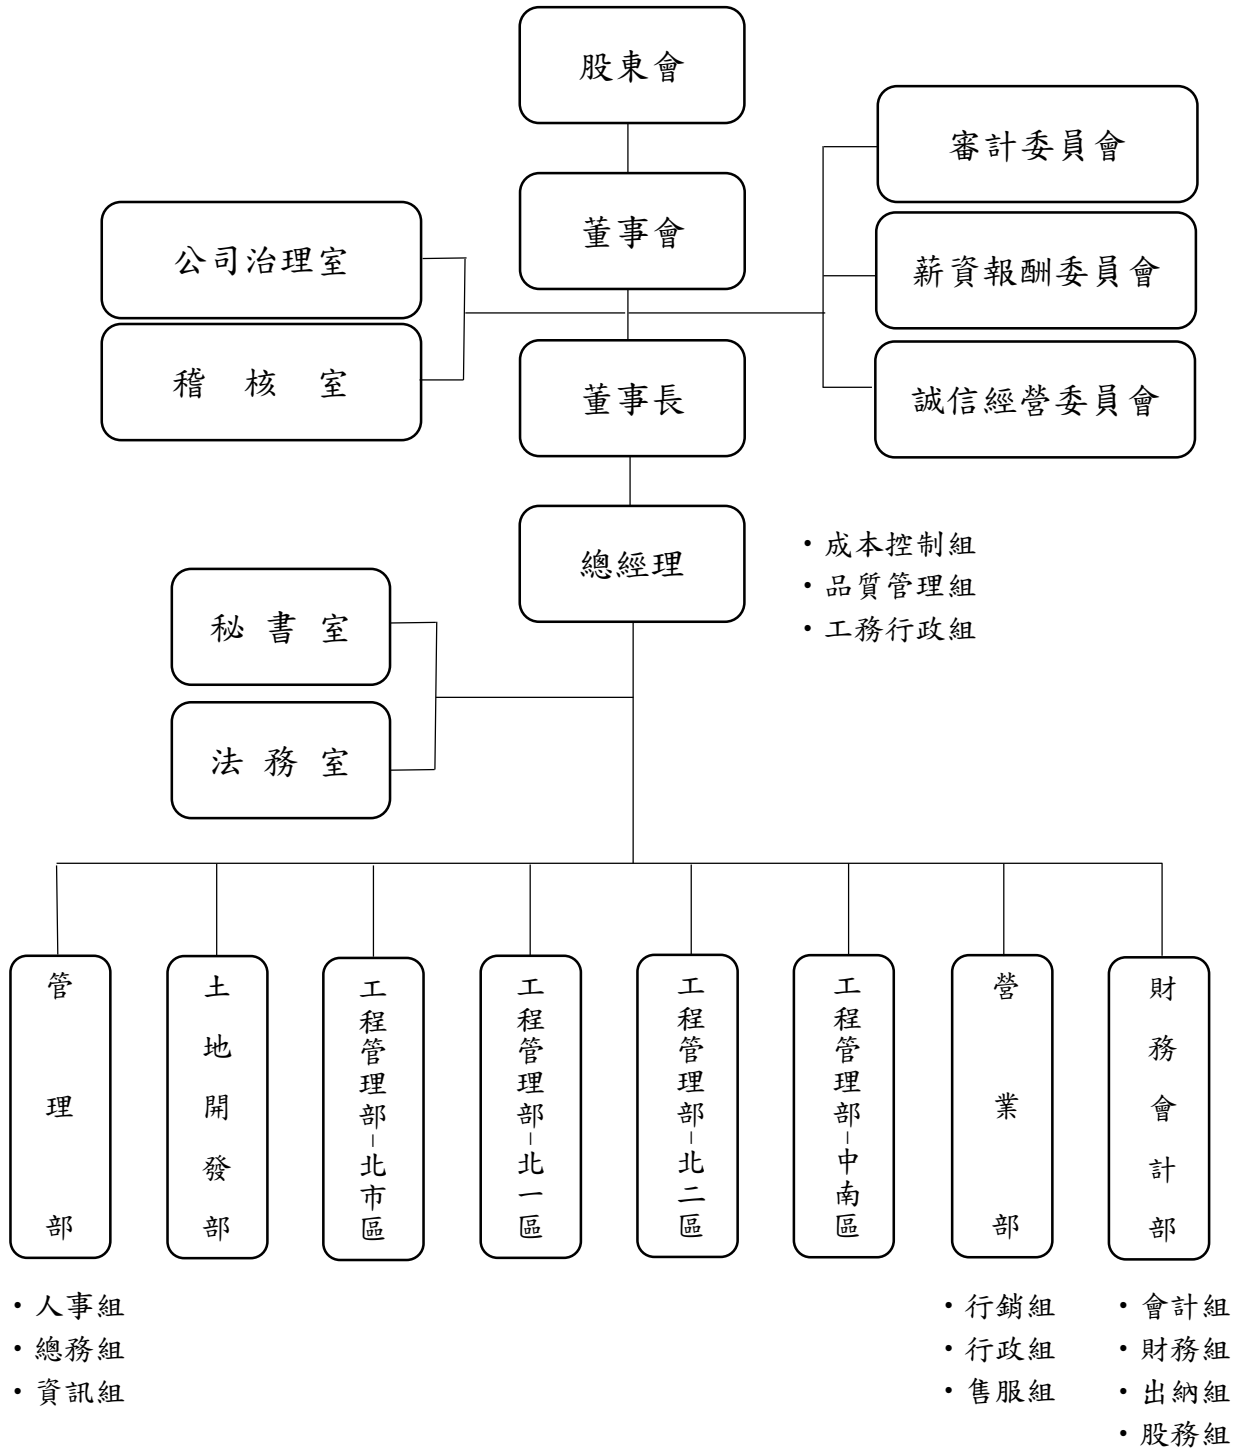 股東會
審計委員會
董事會
公司治理室
薪資報酬委員會
稽核室
董事長
誠信經營委員會
總經理
・成本控制組
・品質管理組
・工務行政組
秘書室
法務室
管理部
土地開發部
工程管理部-北市區
工程管理部-北一區
工程管理部-北二區
工程管理部-中南區
營業部
財務會計部
・人事組
・總務組
・資訊組
・行銷組
・行政組
・售服組
・會計組
・財務組
・出納組
・股務組